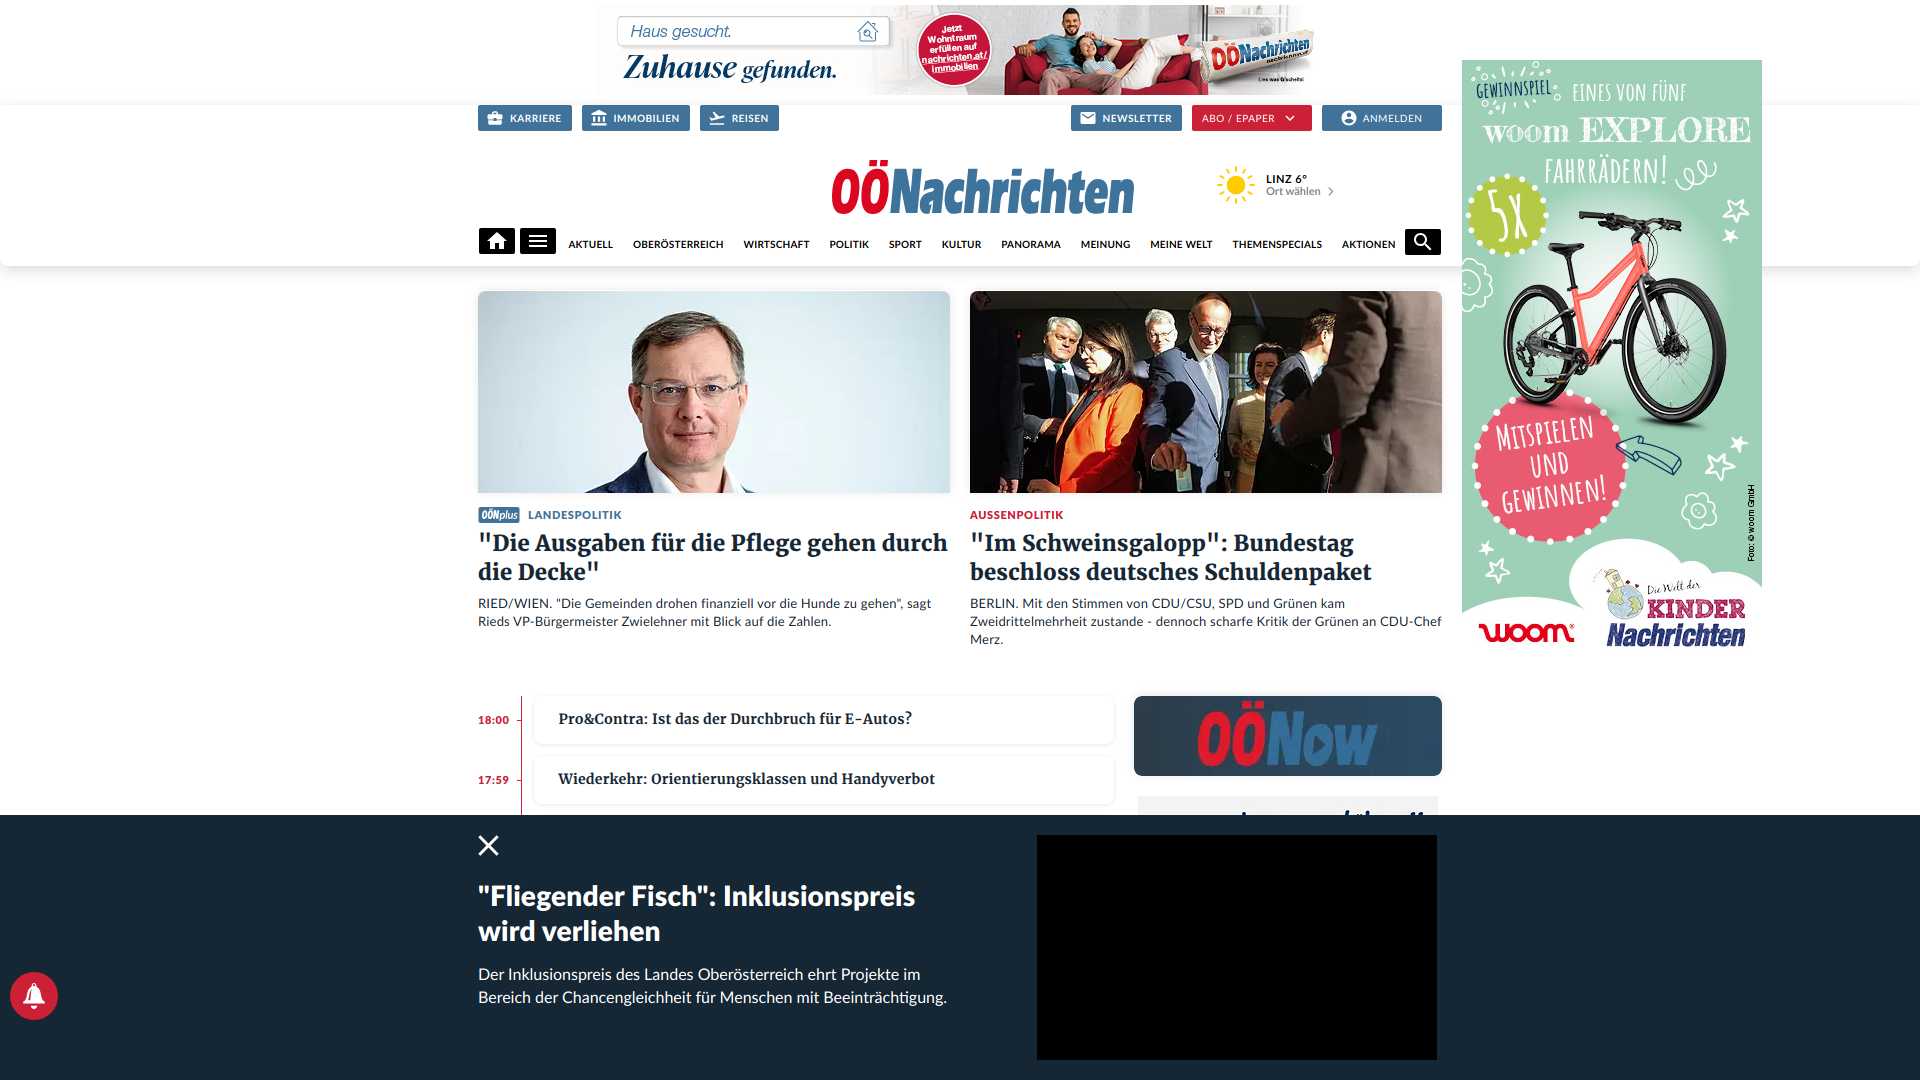 Haus gesucht.
Zuhause gefunden.
Jetzt
Wohntraum
erfüllen auf
nachrichten.at/
immobilien
OÖNachrichten
Lies was G'scheits!
KARRIERE
IMMOBILIEN
REISEN
NEWSLETTER
ABO / EPAPER
ANMELDEN
OÖNachrichten
LINZ 6°
Ort wählen
AKTUELL
OBERÖSTERREICH
WIRTSCHAFT
POLITIK
SPORT
KULTUR
PANORAMA
MEINUNG
MEINE WELT
THEMENSPECIALS
AKTIONEN
GEWINNSPIEL
EINES VON FÜNF
woom EXPLORE
FAHRRÄDERN!
5X
MITSPIELEN
UND
GEWINNEN!
Foto: © woom GmbH
Die Welt der
KINDER
Nachrichten
woom
OÖNplus LANDESPOLITIK
"Die Ausgaben für die Pflege gehen durch
die Decke"
RIED/WIEN. "Die Gemeinden drohen finanziell vor die Hunde zu gehen", sagt
Rieds VP-Bürgermeister Zwielehner mit Blick auf die Zahlen.
AUSSENPOLITIK
"Im Schweinsgalopp": Bundestag
beschloss deutsches Schuldenpaket
BERLIN. Mit den Stimmen von CDU/CSU, SPD und Grünen kam
Zweidrittelmehrheit zustande - dennoch scharfe Kritik der Grünen an CDU-Chef
Merz.
18:00
Pro&Contra: Ist das der Durchbruch für E-Autos?
17:59
Wiederkehr: Orientierungsklassen und Handyverbot
OÖNow
"Fliegender Fisch": Inklusionspreis
wird verliehen
Der Inklusionspreis des Landes Oberösterreich ehrt Projekte im
Bereich der Chancengleichheit für Menschen mit Beeinträchtigung.